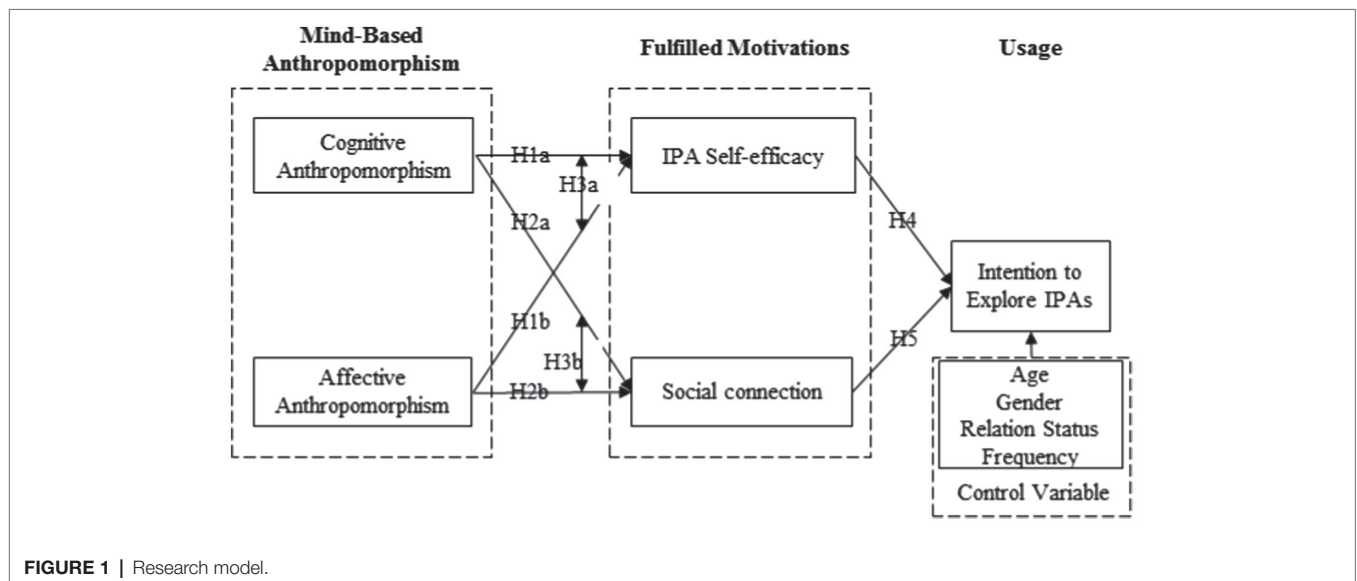 Mind-Based
Anthropomorphism
Fulfilled Motivations
Usage
Cognitive
Anthropomorphism
H1a
IPA Self-efficacy
H3a
H2a
H4
Intention to
Explore IPAs
H1b
H5
H3b
Affective
Anthropomorphism
H2b
Social connection
Age
Gender
Relation Status
Frequency
Control Variable
FIGURE 1 | Research model.